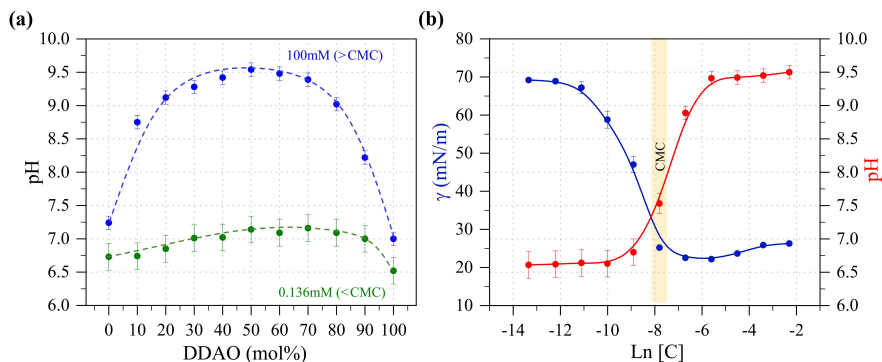 (a)
10.0
9.5
9.0
8.5
8.0
7.5
7.0
6.5
6.0
pH
100mM (>CMC)
0.136mM (<CMC)
0 10 20 30 40 50 60 70 80 90 100
DDAO (mol%)
(b)
80
70
60
50
40
30
20
10
γ (mN/m)
CMC
10.0
9.5
9.0
8.5
8.0
7.5
7.0
6.5
6.0
pH
-14 -12 -10 -8 -6 -4 -2
Ln [C]